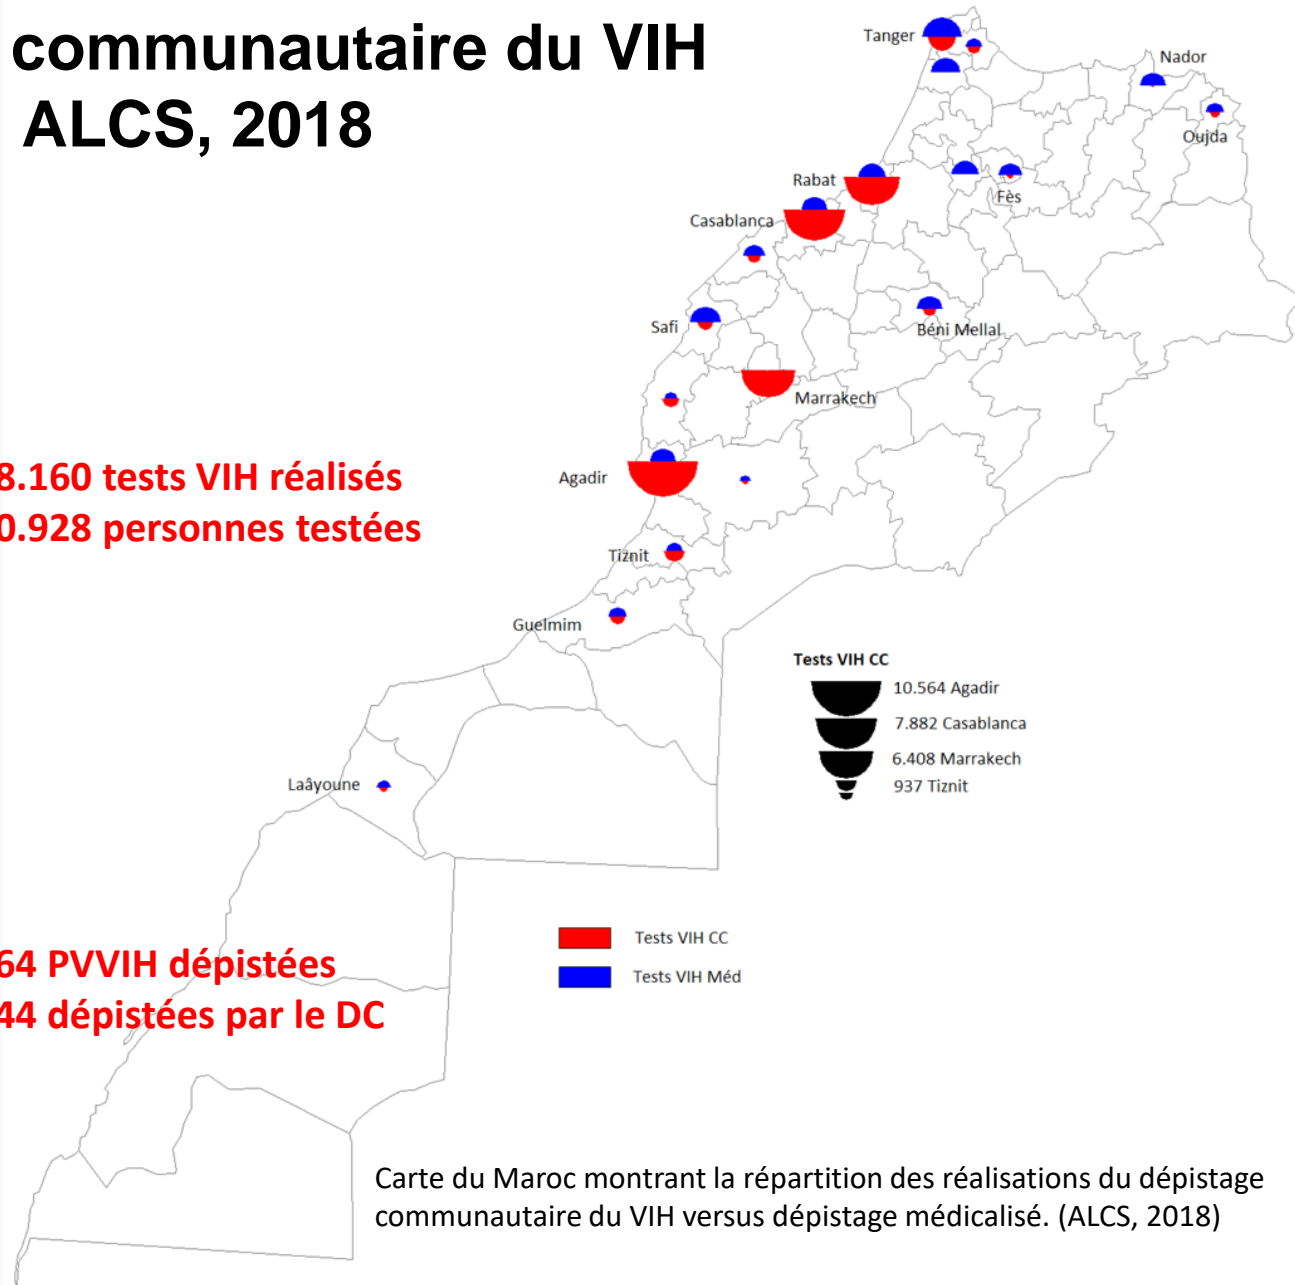 communautaire du VIH
ALCS, 2018
Tanger
Nador
Oujda
Rabat
Fès
Casablanca
Safi
Béni Mellal
Marrakech
8.160 tests VIH réalisés
0.928 personnes testées
Agadir
Tiznit
Guelmim
Tests VIH CC
10.564 Agadir
7.882 Casablanca
6.408 Marrakech
937 Tiznit
Laâyoune
64 PVVIH dépistées
44 dépistées par le DC
Tests VIH CC
Tests VIH Méd
Carte du Maroc montrant la répartition des réalisations du dépistage
communautaire du VIH versus dépistage médicalisé. (ALCS, 2018)